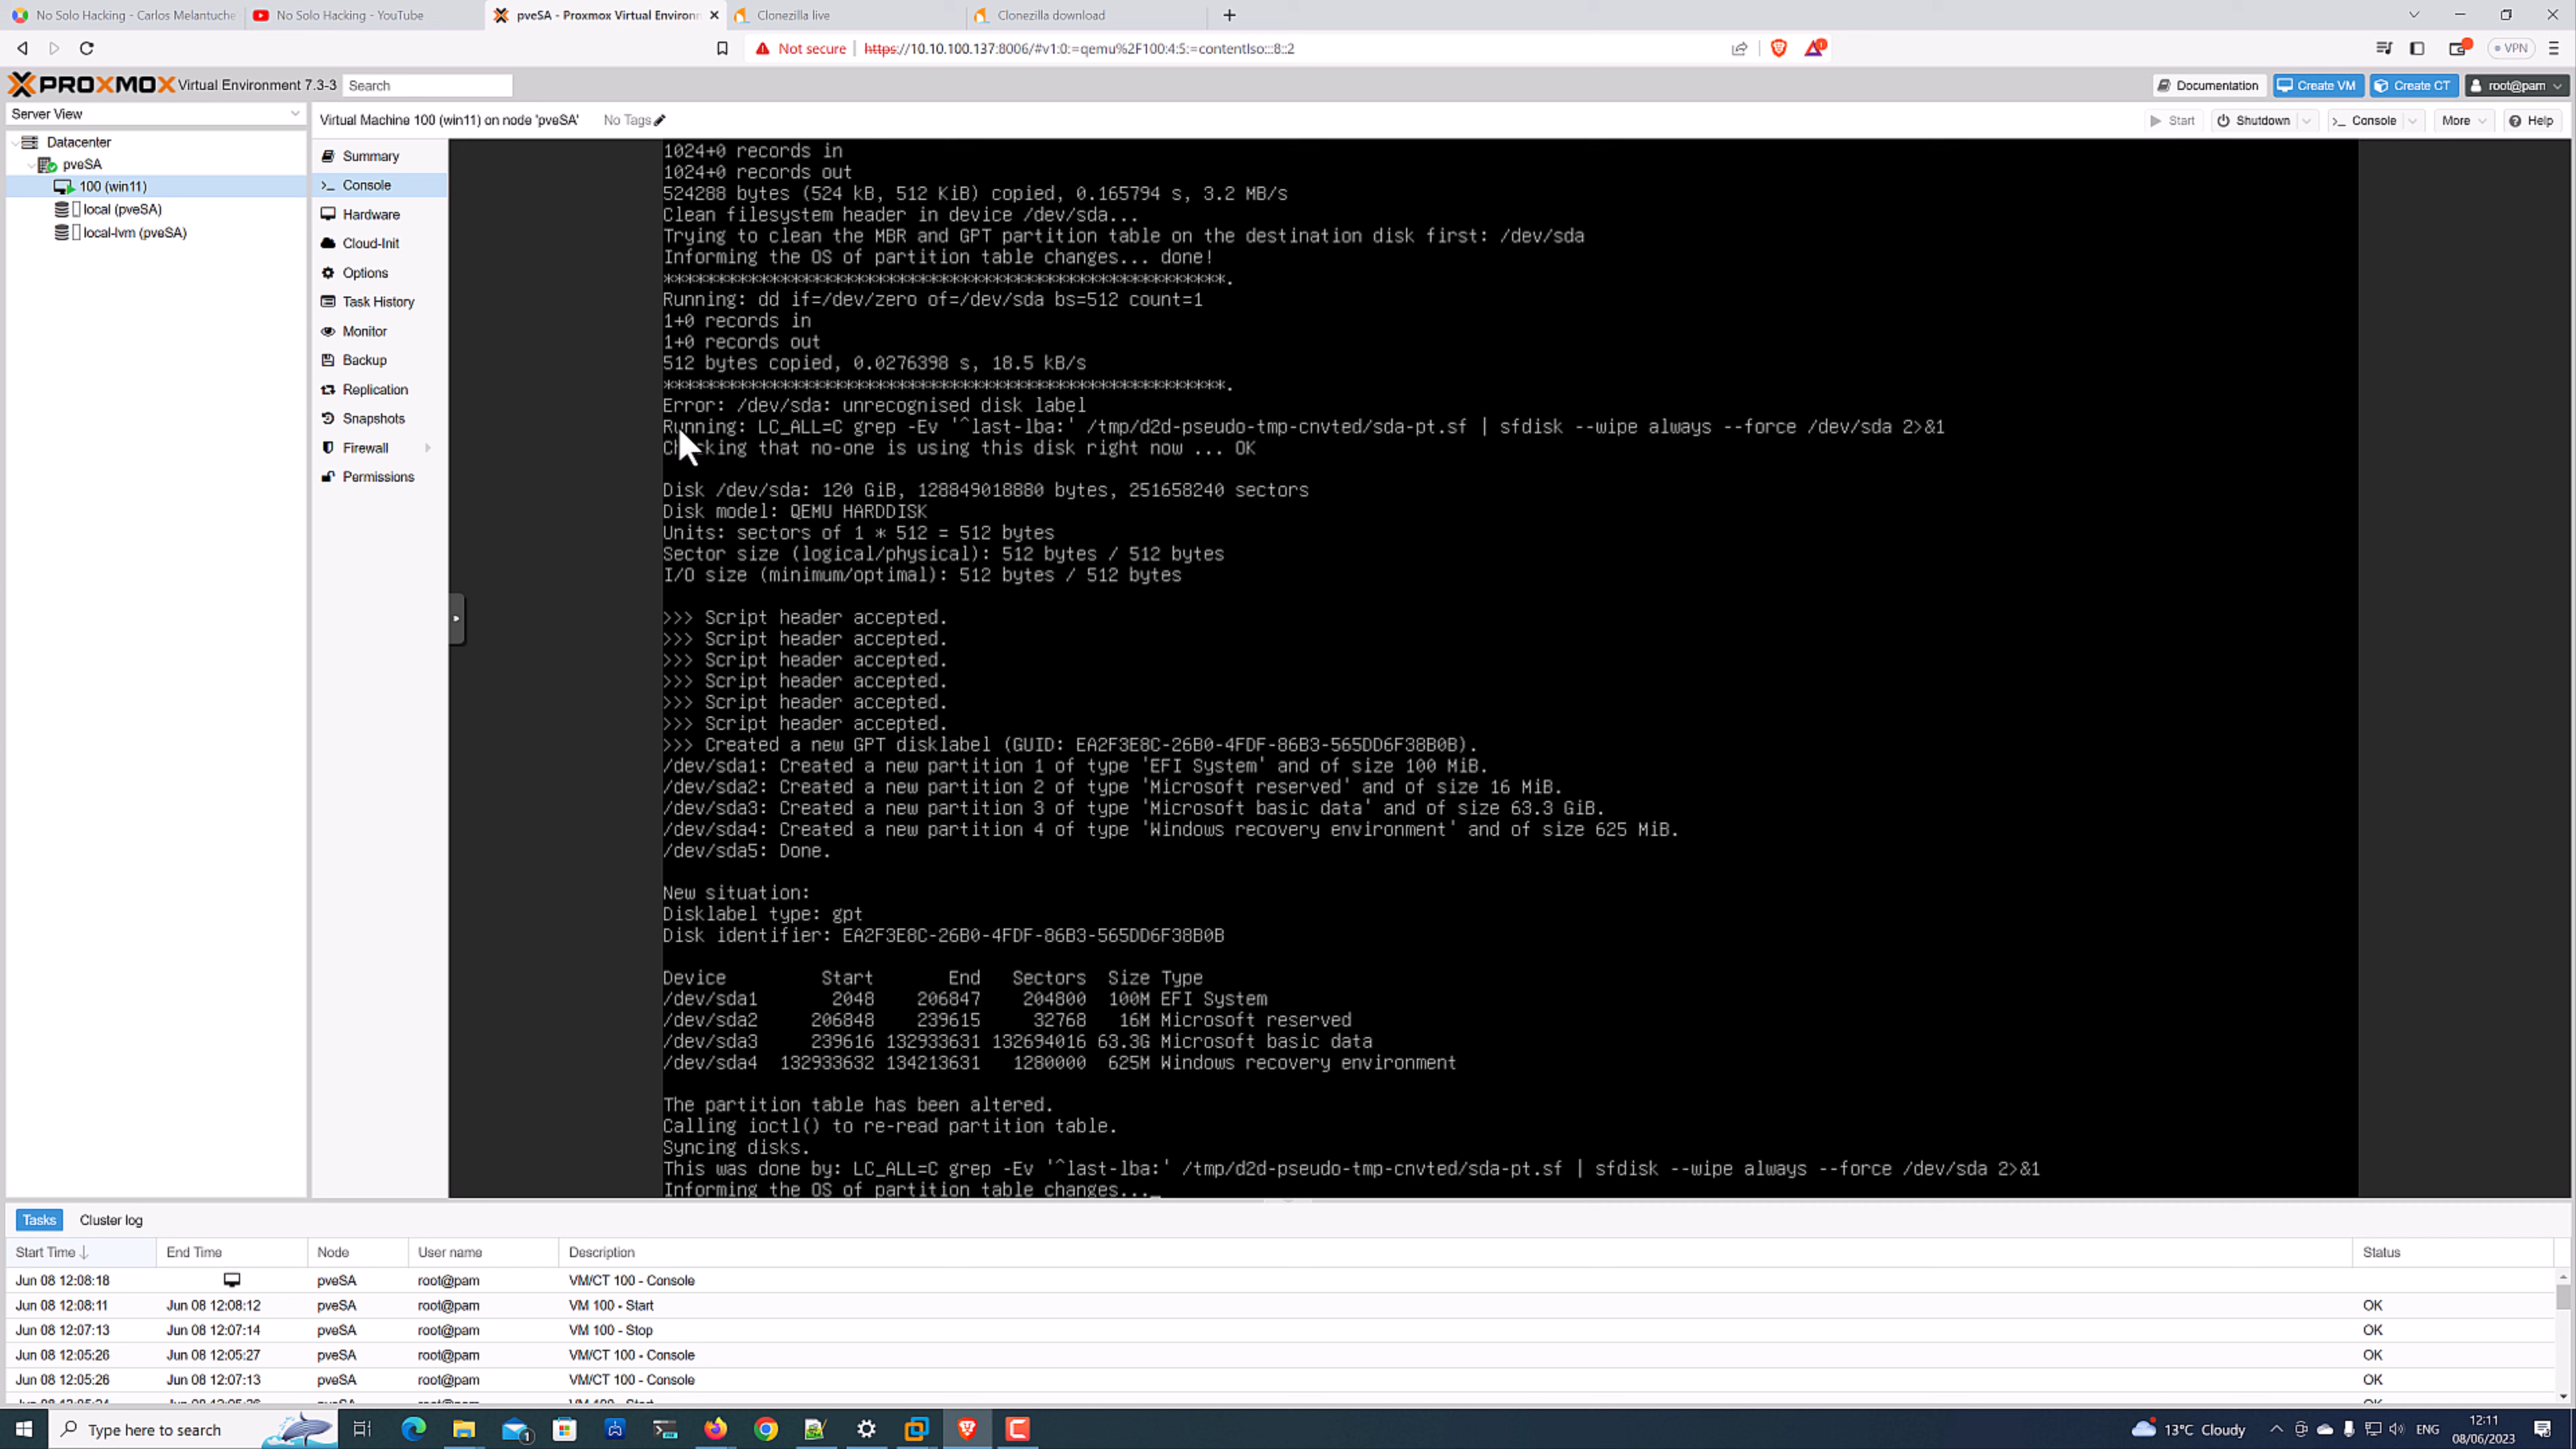 No Solo Hacking - Carlos Melantuche
No Solo Hacking - YouTube
pveSA - Proxmox Virtual Environ
Clonezilla live
Clonezilla download
Not secure
https://10.10.100.137:8006/#v1:0:=qemu%2F100:4:5:=contentIso:::8::2
VPN
PROXMOX Virtual Environment 7.3-3
Search
Documentation
Create VM
Create CT
root@pam
Server View
Virtual Machine 100 (win11) on node 'pveSA'
No Tags
Start
Shutdown
Console
More
Help
Datacenter
pveSA
100 (win11)
local (pveSA)
local-lvm (pveSA)
Summary
Console
Hardware
Cloud-Init
Options
Task History
Monitor
Backup
Replication
Snapshots
Firewall
Permissions
1024+0 records in
1024+0 records out
524288 bytes (524 kB, 512 KiB) copied, 0.165794 s, 3.2 MB/s
Clean filesystem header in device /dev/sda...
Trying to clean the MBR and GPT partition table on the destination disk first: /dev/sda
Informing the OS of partition table changes... done!
*****************************************************.
Running: dd if=/dev/zero of=/dev/sda bs=512 count=1
1+0 records in
1+0 records out
512 bytes copied, 0.0276398 s, 18.5 kB/s
*****************************************************.
Error: /dev/sda: unrecognised disk label
Running: LC_ALL=C grep -Ev '^last-lba:' /tmp/d2d-pseudo-tmp-cnvted/sda-pt.sf | sfdisk --wipe always --force /dev/sda 2>&1
Checking that no-one is using this disk right now ... OK
Disk /dev/sda: 120 GiB, 128849018880 bytes, 251658240 sectors
Disk model: QEMU HARDDISK
Units: sectors of 1 * 512 = 512 bytes
Sector size (logical/physical): 512 bytes / 512 bytes
I/O size (minimum/optimal): 512 bytes / 512 bytes
>>> Script header accepted.
>>> Script header accepted.
>>> Script header accepted.
>>> Script header accepted.
>>> Script header accepted.
>>> Script header accepted.
>>> Created a new GPT disklabel (GUID: EA2F3E8C-26B0-4FDF-86B3-565DD6F38B0B).
/dev/sda1: Created a new partition 1 of type 'EFI System' and of size 100 MiB.
/dev/sda2: Created a new partition 2 of type 'Microsoft reserved' and of size 16 MiB.
/dev/sda3: Created a new partition 3 of type 'Microsoft basic data' and of size 63.3 GiB.
/dev/sda4: Created a new partition 4 of type 'Windows recovery environment' and of size 625 MiB.
/dev/sda5: Done.
New situation:
Disklabel type: gpt
Disk identifier: EA2F3E8C-26B0-4FDF-86B3-565DD6F38B0B
Device Start End Sectors Size Type
/dev/sda1 2048 206847 204800 100M EFI System
/dev/sda2 206848 239615 32768 16M Microsoft reserved
/dev/sda3 239616 132933631 132694016 63.3G Microsoft basic data
/dev/sda4 132933632 134213631 1280000 625M Windows recovery environment
The partition table has been altered.
Calling ioctl() to re-read partition table.
Syncing disks.
This was done by: LC_ALL=C grep -Ev '^last-lba:' /tmp/d2d-pseudo-tmp-cnvted/sda-pt.sf | sfdisk --wipe always --force /dev/sda 2>&1
Informing the OS of partition table changes..._
Tasks
Cluster log
Start Time End Time Node User name Description Status
Jun 08 12:08:18 pveSA root@pam VM/CT 100 - Console
Jun 08 12:08:11 Jun 08 12:08:12 pveSA root@pam VM 100 - Start OK
Jun 08 12:07:13 Jun 08 12:07:14 pveSA root@pam VM 100 - Stop OK
Jun 08 12:05:26 Jun 08 12:05:27 pveSA root@pam VM/CT 100 - Console OK
Jun 08 12:05:26 Jun 08 12:07:13 pveSA root@pam VM/CT 100 - Console OK
Type here to search
1
13°C Cloudy
ENG
12:11
08/06/2023